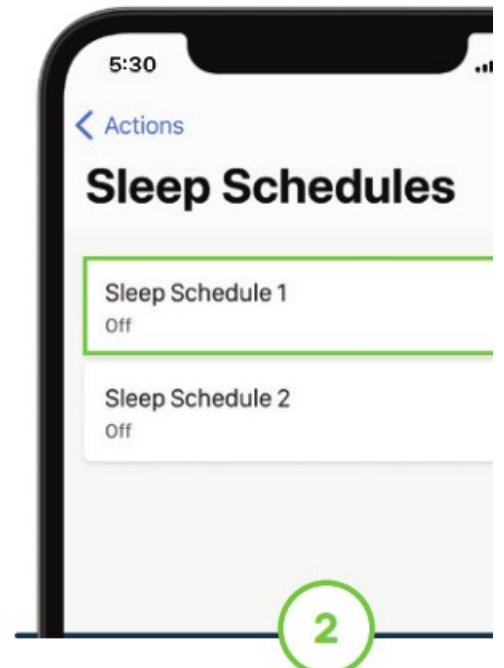 5:30
Actions
Sleep Schedules
Sleep Schedule 1
Off
Sleep Schedule 2
Off
2